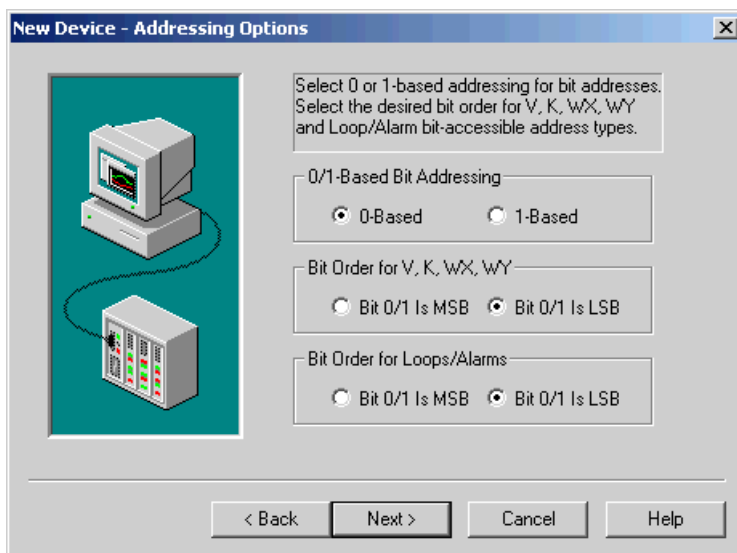 New Device - Addressing Options
Select 0 or 1-based addressing for bit addresses.
Select the desired bit order for V, K, WX, WY
and Loop/Alarm bit-accessible address types.
0/1-Based Bit Addressing
0-Based 1-Based
Bit Order for V, K, WX, WY
Bit 0/1 Is MSB Bit 0/1 Is LSB
Bit Order for Loops/Alarms
Bit 0/1 Is MSB Bit 0/1 Is LSB
< Back Next > Cancel Help